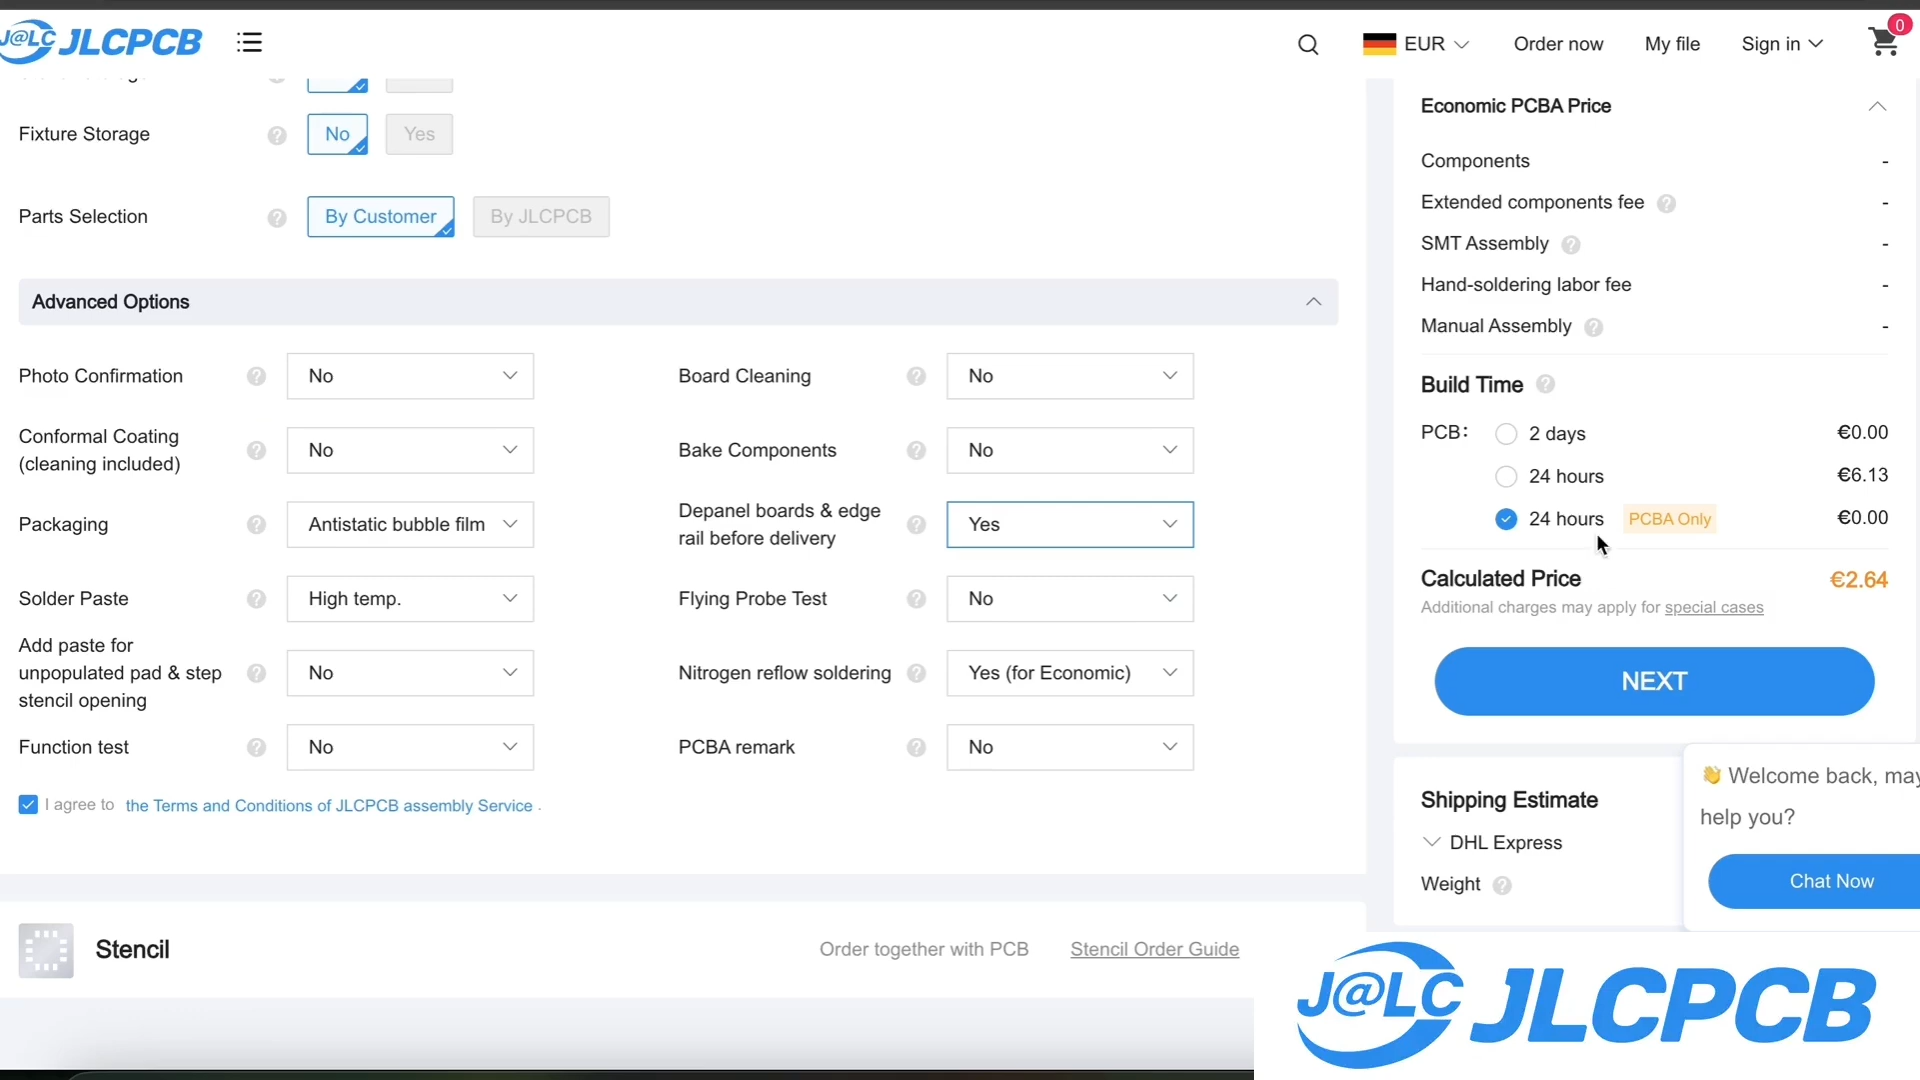 J@LC JLCPCB
EUR
Order now
My file
Sign in
0
Fixture Storage ? No Yes
Parts Selection ? By Customer By JLCPCB
Advanced Options
Photo Confirmation ? No
Board Cleaning ? No
Conformal Coating
(cleaning included) ? No
Bake Components ? No
Packaging ? Antistatic bubble film
Depanel boards & edge
rail before delivery ? Yes
Solder Paste ? High temp.
Flying Probe Test ? No
Add paste for
unpopulated pad & step
stencil opening ? No
Nitrogen reflow soldering ? Yes (for Economic)
Function test ? No
PCBA remark ? No
I agree to the Terms and Conditions of JLCPCB assembly Service .
Stencil
Order together with PCB
Stencil Order Guide
Economic PCBA Price
Components -
Extended components fee ? -
SMT Assembly ? -
Hand-soldering labor fee -
Manual Assembly ? -
Build Time ?
PCB: 2 days €0.00
24 hours €6.13
24 hours PCBA Only €0.00
Calculated Price €2.64
Additional charges may apply for special cases
NEXT
Shipping Estimate
DHL Express
Weight ?
👋 Welcome back, may
help you?
Chat Now
J@LC JLCPCB